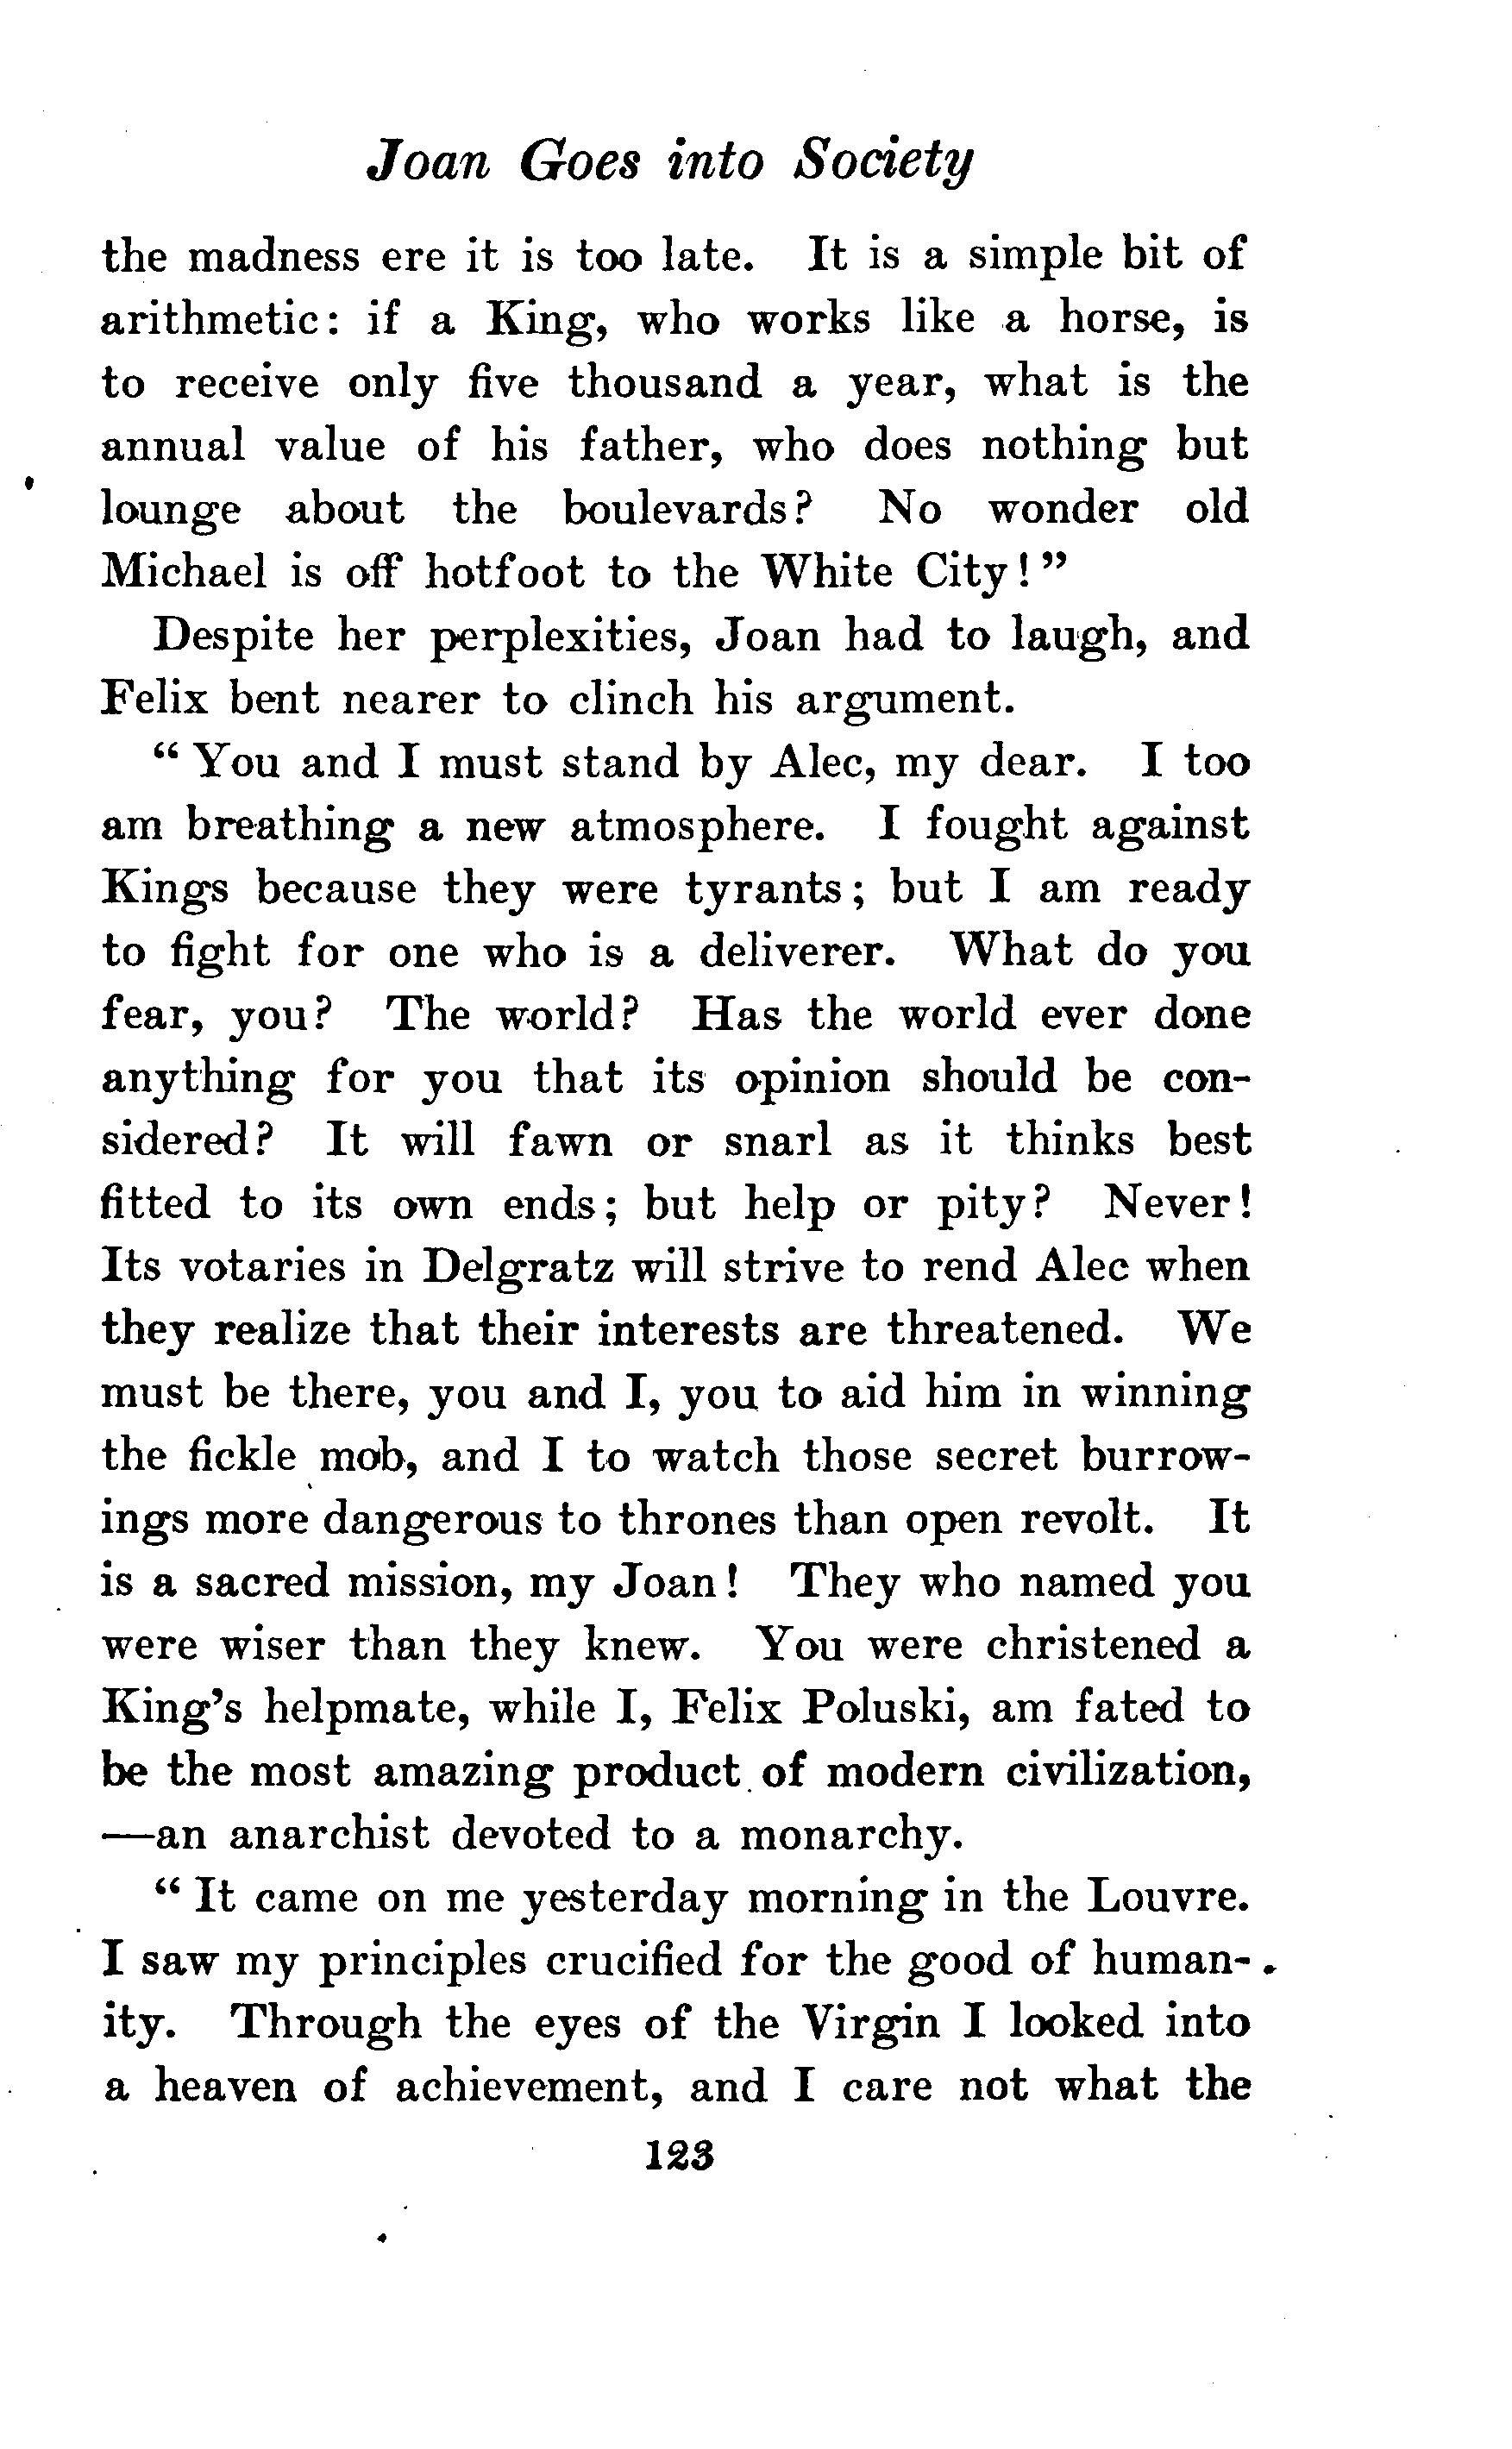 Joan Goes into Society
the madness ere it is too late. It is a simple bit of
arithmetic: if a King, who works like a horse, is
to receive only five thousand a year, what is the
annual value of his father, who does nothing but
lounge about the boulevards? No wonder old
Michael is off hotfoot to the White City!"
Despite her perplexities, Joan had to laugh, and
Felix bent nearer to clinch his argument.
"You and I must stand by Alec, my dear. I too
am breathing a new atmosphere. I fought against
Kings because they were tyrants; but I am ready
to fight for one who is a deliverer. What do you
fear, you? The world? Has the world ever done
anything for you that its opinion should be con-
sidered? It will fawn or snarl as it thinks best
fitted to its own ends; but help or pity? Never!
Its votaries in Delgratz will strive to rend Alec when
they realize that their interests are threatened. We
must be there, you and I, you to aid him in winning
the fickle mob, and I to watch those secret burrow-
ings more dangerous to thrones than open revolt. It
is a sacred mission, my Joan! They who named you
were wiser than they knew. You were christened a
King's helpmate, while I, Felix Poluski, am fated to
be the most amazing product of modern civilization,
—an anarchist devoted to a monarchy.
"It came on me yesterday morning in the Louvre.
I saw my principles crucified for the good of human-
ity. Through the eyes of the Virgin I looked into
a heaven of achievement, and I care not what the
123